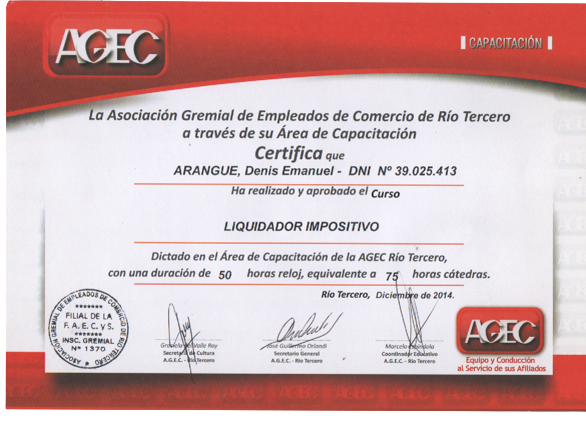 AGEC
CAPACITACIÓN
La Asociación Gremial de Empleados de Comercio de Río Tercero
a través de su Área de Capacitación
Certifica que
ARANGUE, Denis Emanuel - DNI Nº 39.025.413
Ha realizado y aprobado el Curso
LIQUIDADOR IMPOSITIVO
Dictado en el Área de Capacitación de la AGEC Río Tercero,
con una duración de 50 horas reloj, equivalente a 75 horas cátedras.
Río Tercero, Diciembre de 2014.
ASOCIACIÓN GREMIAL DE EMPLEADOS DE COMERCIO DE RÍO TERCERO
FILIAL DE LA
F. A. E. C. y S.
INSC. GREMIAL
Nº 1370
Valle Roy
Secretaria de Cultura
A.G.E.C. - Río Tercero
José Guillermo Orlandi
Secretario General
A.G.E.C. - Río Tercero
Marcela
Coordinador Educativo
A.G.E.C. - Río Tercero
AGEC
Equipo y Conducción
al Servicio de sus Afiliados